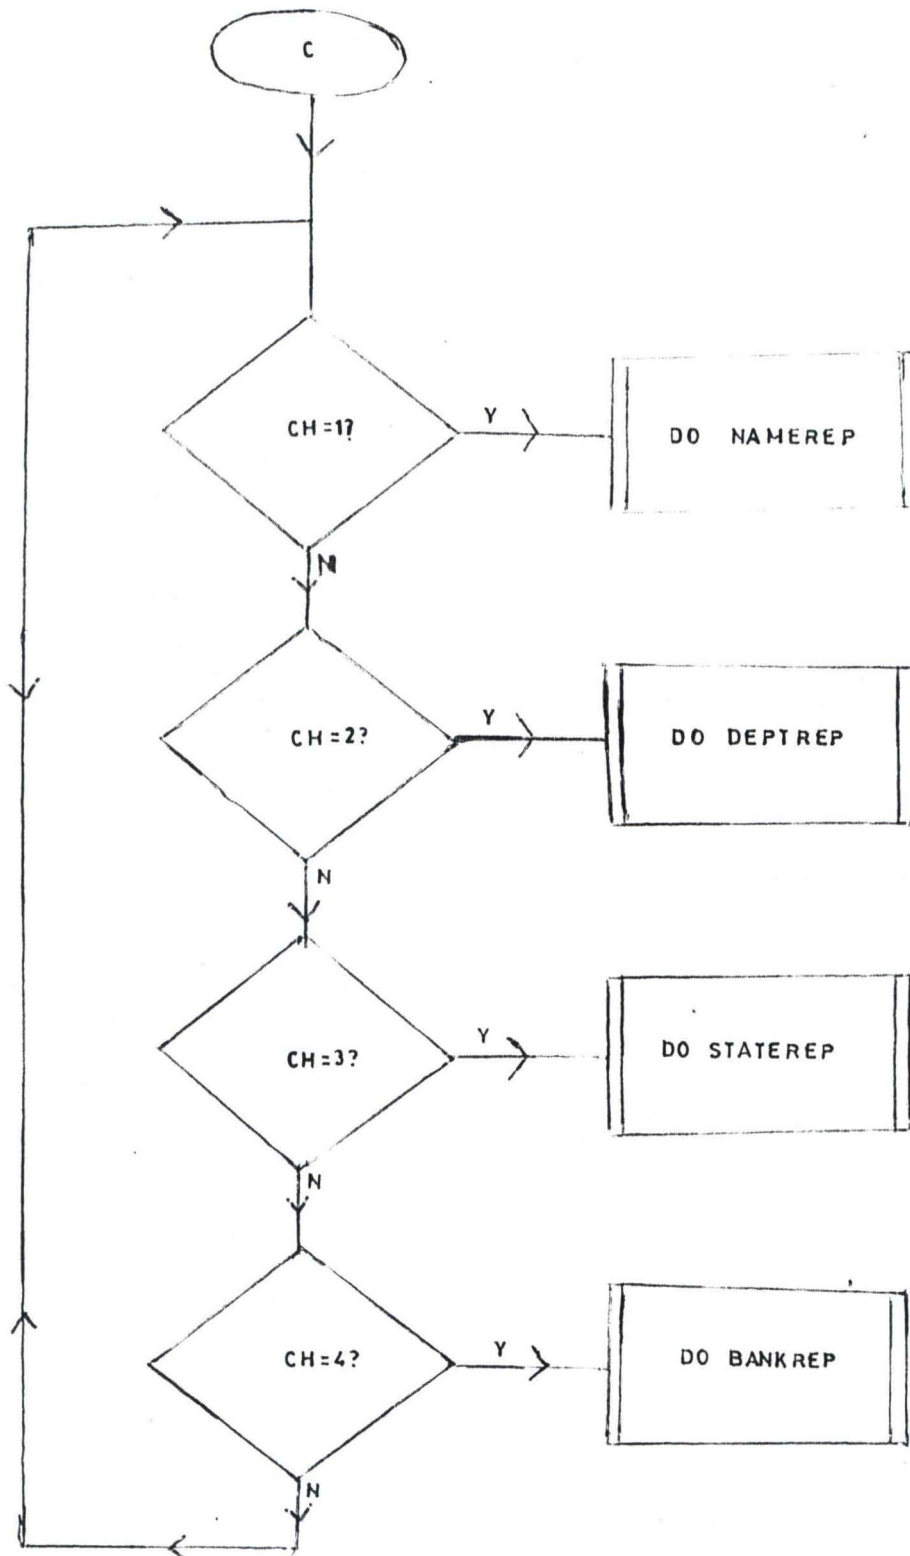 C
CH=1?
Y
DO NAMEREP
N
CH=2?
Y
DO DEPTREP
N
CH=3?
Y
DO STATEREP
N
CH=4?
Y
DO BANKREP
N